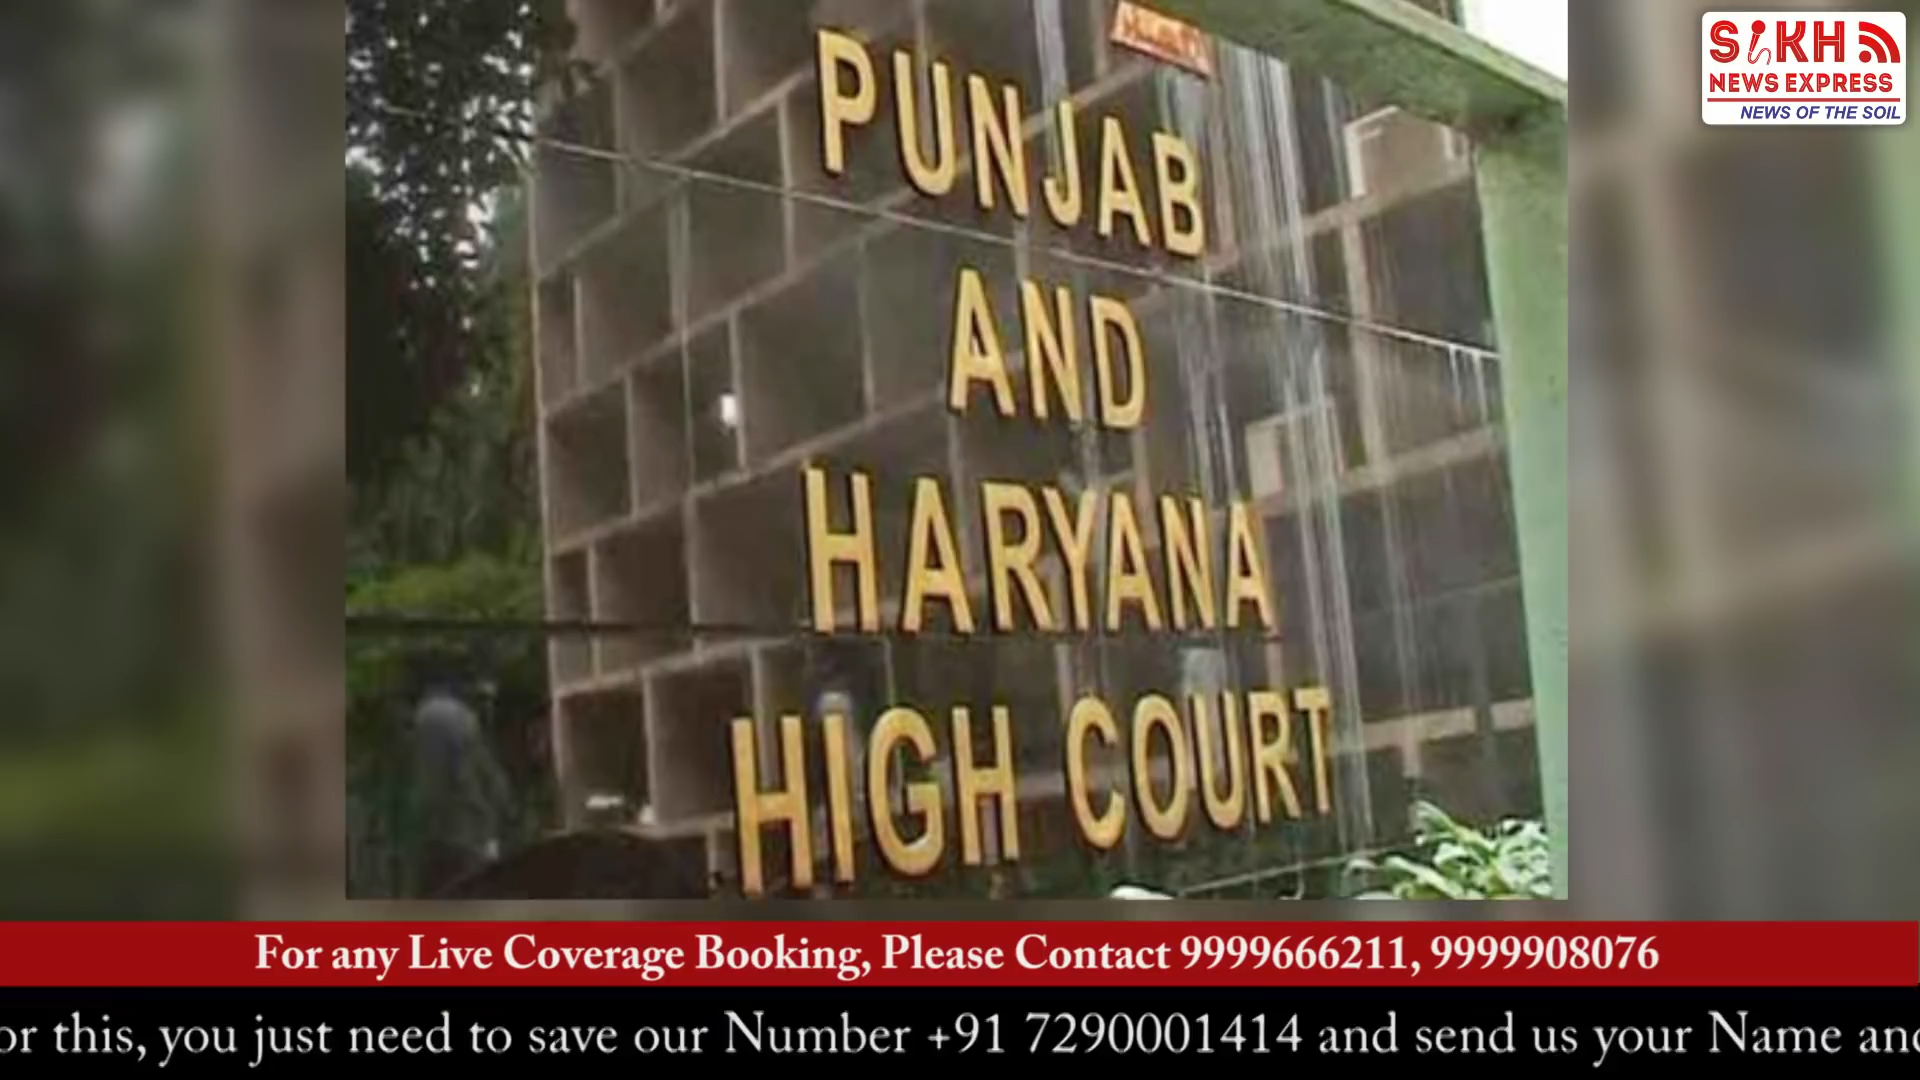 PUNJAB
AND
HARYANA
HIGH COURT
SiKH
NEWS EXPRESS
NEWS OF THE SOIL
For any Live Coverage Booking, Please Contact 9999666211, 9999908076
or this, you just need to save our Number +91 7290001414 and send us your Name and